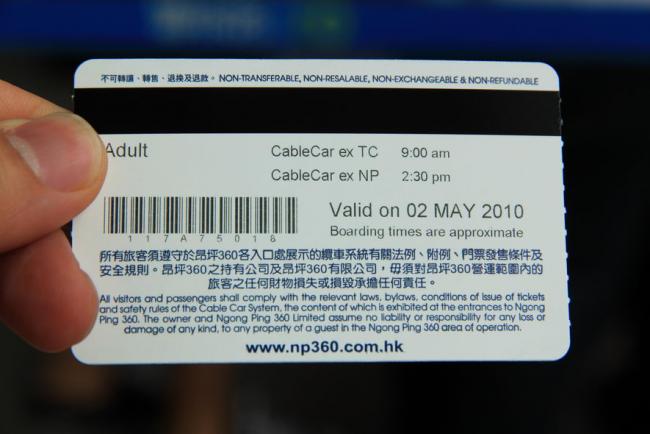 不可轉讓、轉售、退換及退款。 NON-TRANSFERABLE, NON-RESALABLE, NON-EXCHANGEABLE & NON-REFUNDABLE
Adult CableCar ex TC 9:00 am
CableCar ex NP 2:30 pm
Valid on 02 MAY 2010
Boarding times are approximate
117A75018
所有旅客須遵守於昂坪360各入口處展示的纜車系統有關法例、附例、門票發售條件及
安全規則。昂坪360之持有公司及昂坪360有限公司，毋須對昂坪360營運範圍內的
旅客之任何財物損失或損毀承擔任何責任。
All visitors and passengers shall comply with the relevant laws, bylaws, conditions of issue of tickets
and safety rules of the Cable Car System, the content of which is exhibited at the entrances to Ngong
Ping 360. The owner and Ngong Ping 360 Limited assume no liability or responsibility for any loss or
damage of any kind, to any property of a guest in the Ngong Ping 360 area of operation.
www.np360.com.hk